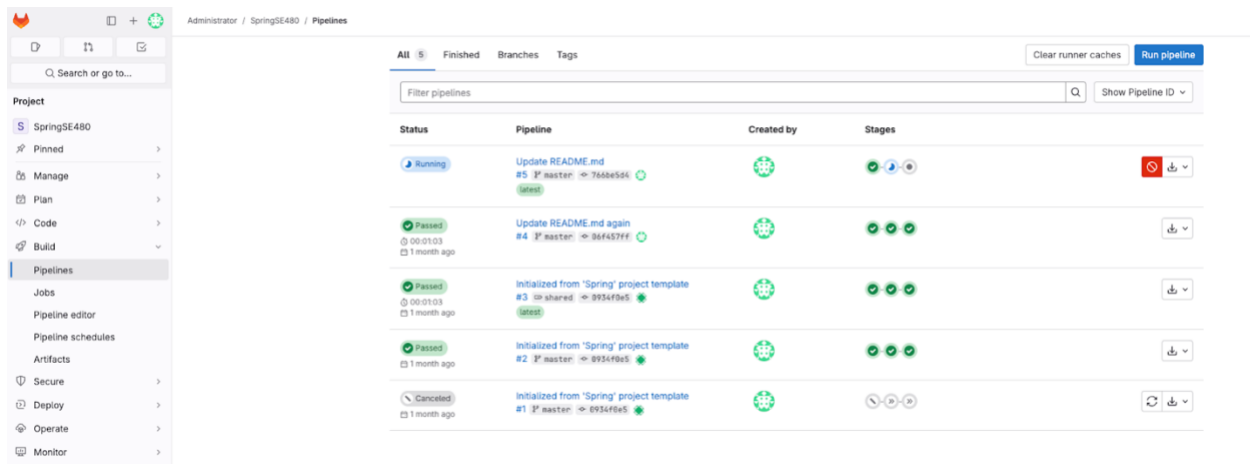 Administrator / SpringSE480 / Pipelines
Search or go to...
Project
S SpringSE480
Pinned
Manage
Plan
Code
Build
Pipelines
Jobs
Pipeline editor
Pipeline schedules
Artifacts
Secure
Deploy
Operate
Monitor
All 5 Finished Branches Tags
Clear runner caches Run pipeline
Filter pipelines
Show Pipeline ID
Status Pipeline Created by Stages
Running
Update README.md
#5 master 766be5d4
latest
Passed
00:01:03
1 month ago
Update README.md again
#4 master 06f457ff
Passed
00:01:03
1 month ago
Initialized from 'Spring' project template
#3 shared 0934f0e5
latest
Passed
1 month ago
Initialized from 'Spring' project template
#2 master 0934f0e5
Canceled
1 month ago
Initialized from 'Spring' project template
#1 master 0934f0e5